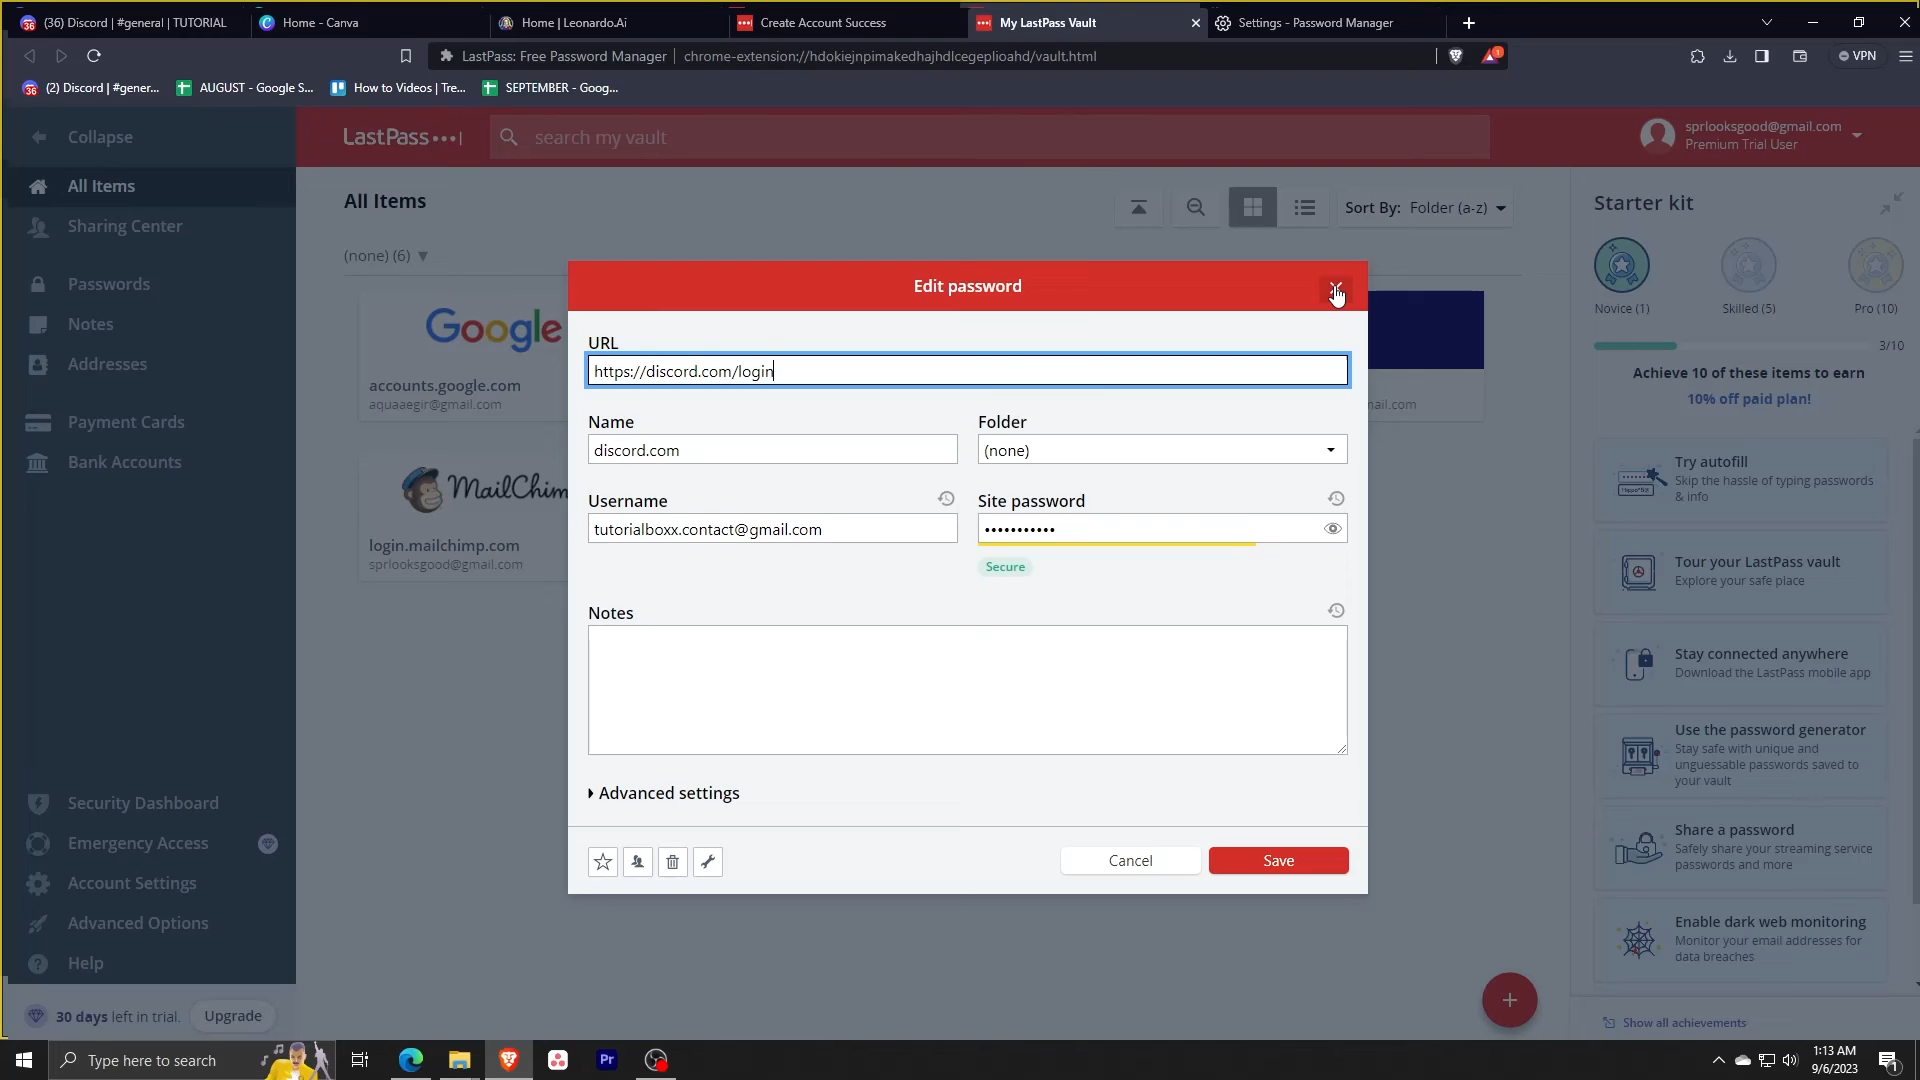 (36) Discord | #general | TUTORIAL
Home - Canva
Home | Leonardo.Ai
Create Account Success
My LastPass Vault
Settings - Password Manager
LastPass: Free Password Manager
chrome-extension://hdokiejnpimakedhajhdlcegeplioahd/vault.html
VPN
(2) Discord | #gener...
AUGUST - Google S...
How to Videos | Tre...
SEPTEMBER - Goog...
Collapse
LastPass
search my vault
sprlooksgood@gmail.com
Premium Trial User
All Items
Sharing Center
Passwords
Notes
Addresses
Payment Cards
Bank Accounts
Security Dashboard
Emergency Access
Account Settings
Advanced Options
Help
30 days left in trial.
Upgrade
All Items
Sort By: Folder (a-z)
(none) (6)
Google
accounts.google.com
aquaaegir@gmail.com
MailChim
login.mailchimp.com
sprlooksgood@gmail.com
ail.com
Edit password
URL
https://discord.com/login
Name
Folder
discord.com
(none)
Username
Site password
tutorialboxx.contact@gmail.com
•••••••••••
Secure
Notes
Advanced settings
Cancel
Save
Starter kit
Novice (1)
Skilled (5)
Pro (10)
3/10
Achieve 10 of these items to earn
10% off paid plan!
Try autofill
Skip the hassle of typing passwords
& info
Tour your LastPass vault
Explore your safe place
Stay connected anywhere
Download the LastPass mobile app
Use the password generator
Stay safe with unique and
unguessable passwords saved to
your vault
Share a password
Safely share your streaming service
passwords and more
Enable dark web monitoring
Monitor your email addresses for
data breaches
Show all achievements
Type here to search
Pr
1:13 AM
9/6/2023